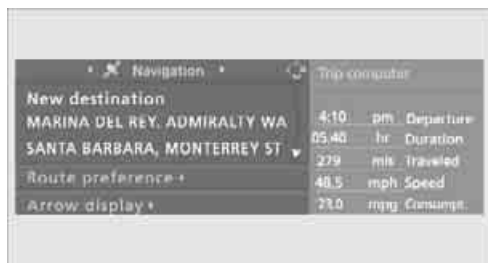 Navigation
New destination
MARINA DEL REY, ADMIRALTY WA
SANTA BARBARA, MONTERREY ST
Route preference
Arrow display
Trip computer
4:10 pm Departure
05.40 hr Duration
279 mls Traveled
48.5 mph Speed
23.0 mpg Consumpt.